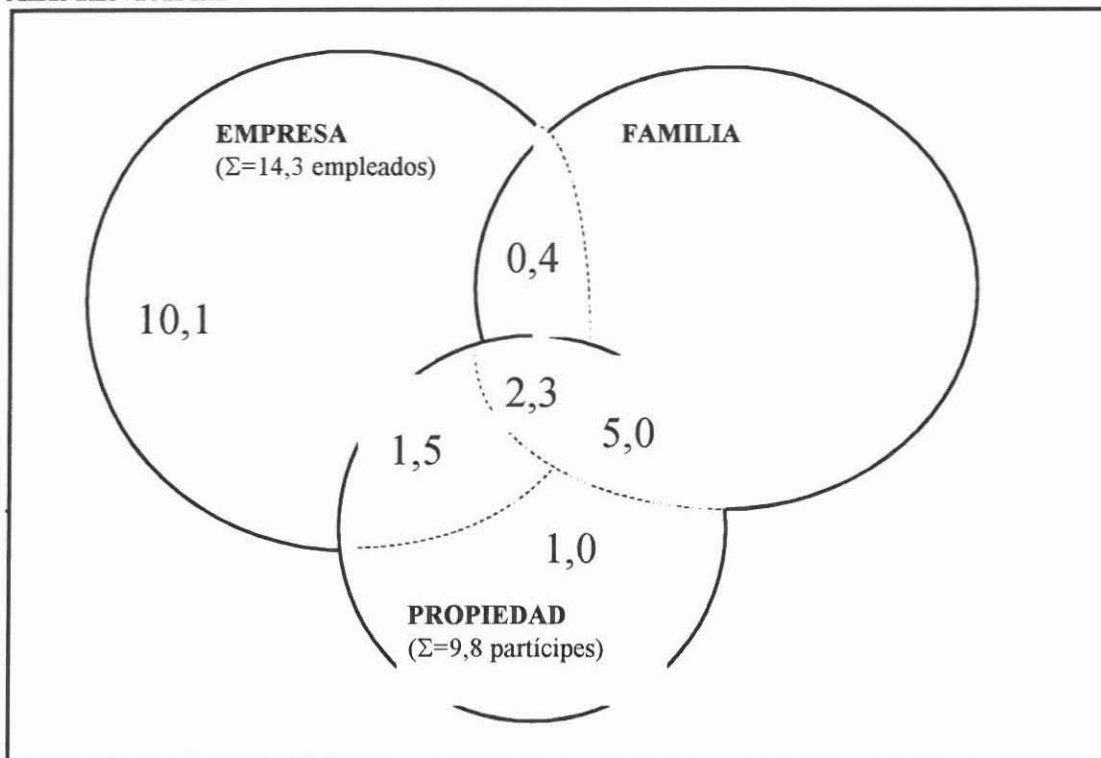 EMPRESA
(Σ=14,3 empleados)
FAMILIA
0,4
10,1
2,3
1,5
5,0
1,0
PROPIEDAD
(Σ=9,8 partícipes)